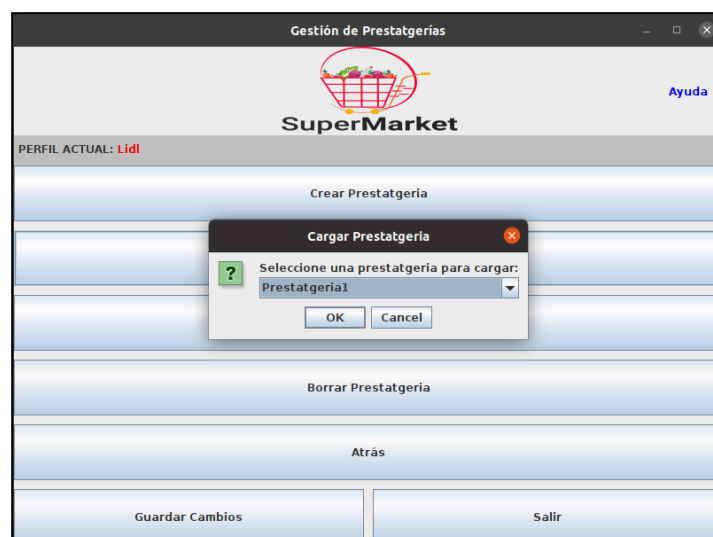 Gestión de Prestatgerías
Ayuda
SuperMarket
PERFIL ACTUAL: Lidl
Crear Prestatgeria
Cargar Prestatgeria
?
Seleccione una prestatgeria para cargar:
Prestatgeria1
OK Cancel
Borrar Prestatgeria
Atrás
Guardar Cambios Salir